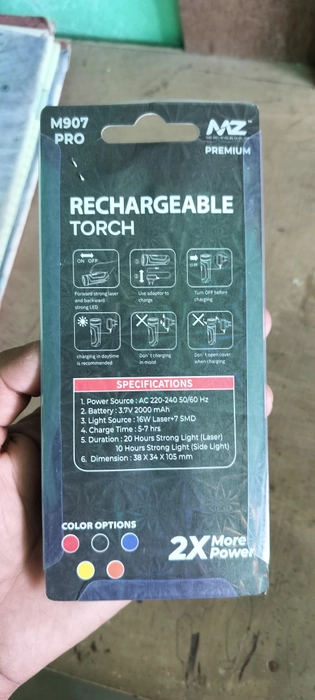 M907
PRO
MZ
PREMIUM
RECHARGEABLE
TORCH
ON OFF
Forword strong laser
and backward
strong LED
Use adaptor to
charge
Turn OFF before
charging
charging in daytime
is recommended
Don't charging
in moist
Don't open cover
when charging
SPECIFICATIONS
1. Power Source : AC 220-240 50/60 Hz
2. Battery : 3.7V 2000 mAh
3. Light Source : 16W Laser+7 SMD
4. Charge Time : 5-7 hrs
5. Duration : 20 Hours Strong Light (Laser)
10 Hours Strong Light (Side Light)
6. Dimension : 38 X 34 X 105 mm
COLOR OPTIONS
2X More
Power